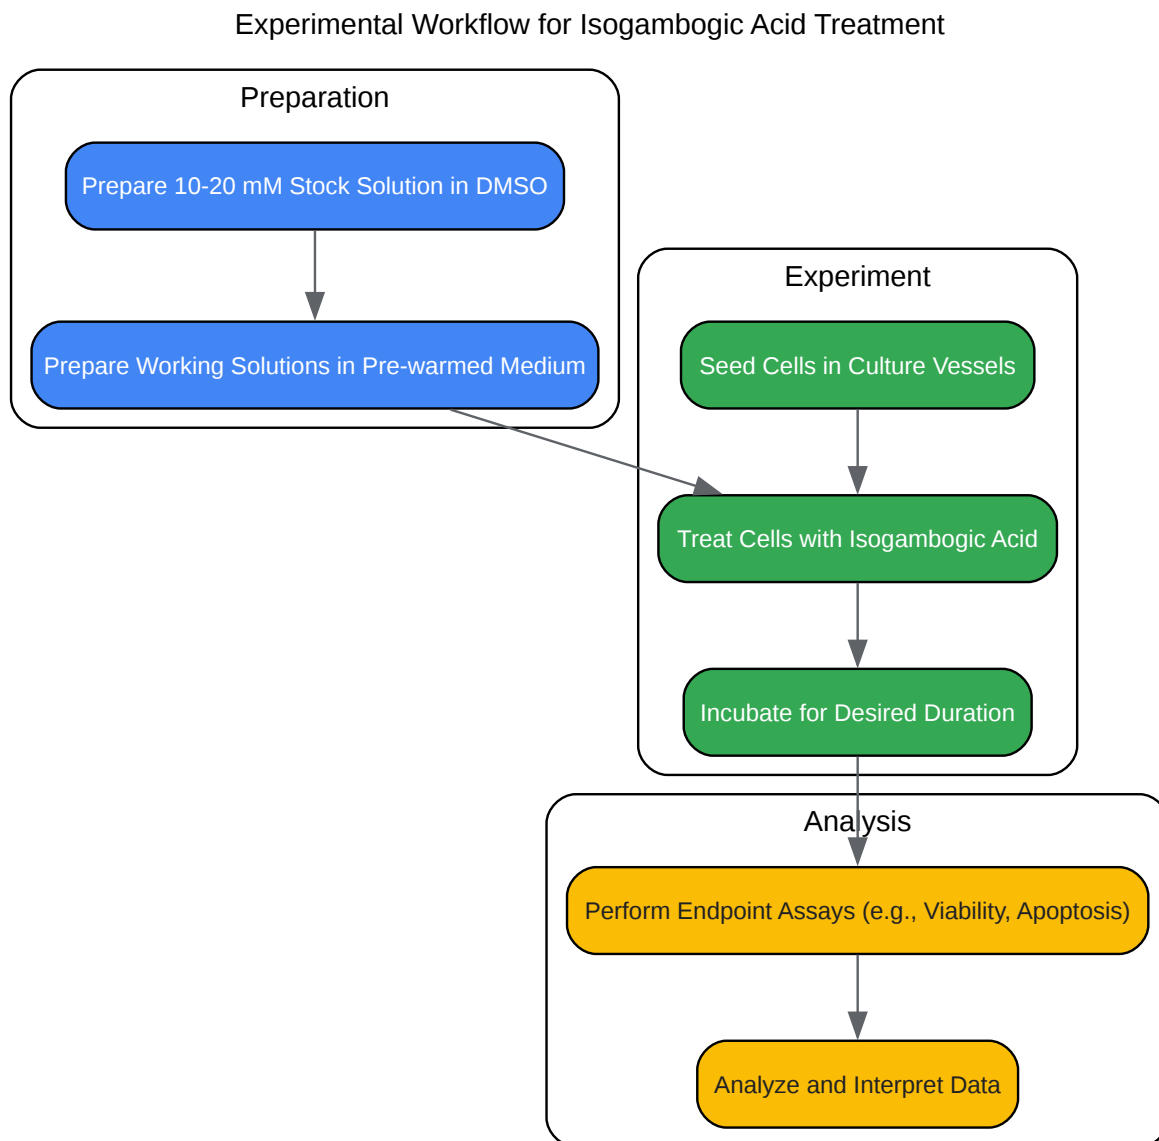 Experimental Workflow for Isogambogic Acid Treatment
Preparation
Prepare 10-20 mM Stock Solution in DMSO
Prepare Working Solutions in Pre-warmed Medium
Experiment
Seed Cells in Culture Vessels
Treat Cells with Isogambogic Acid
Incubate for Desired Duration
Analysis
Perform Endpoint Assays (e.g., Viability, Apoptosis)
Analyze and Interpret Data